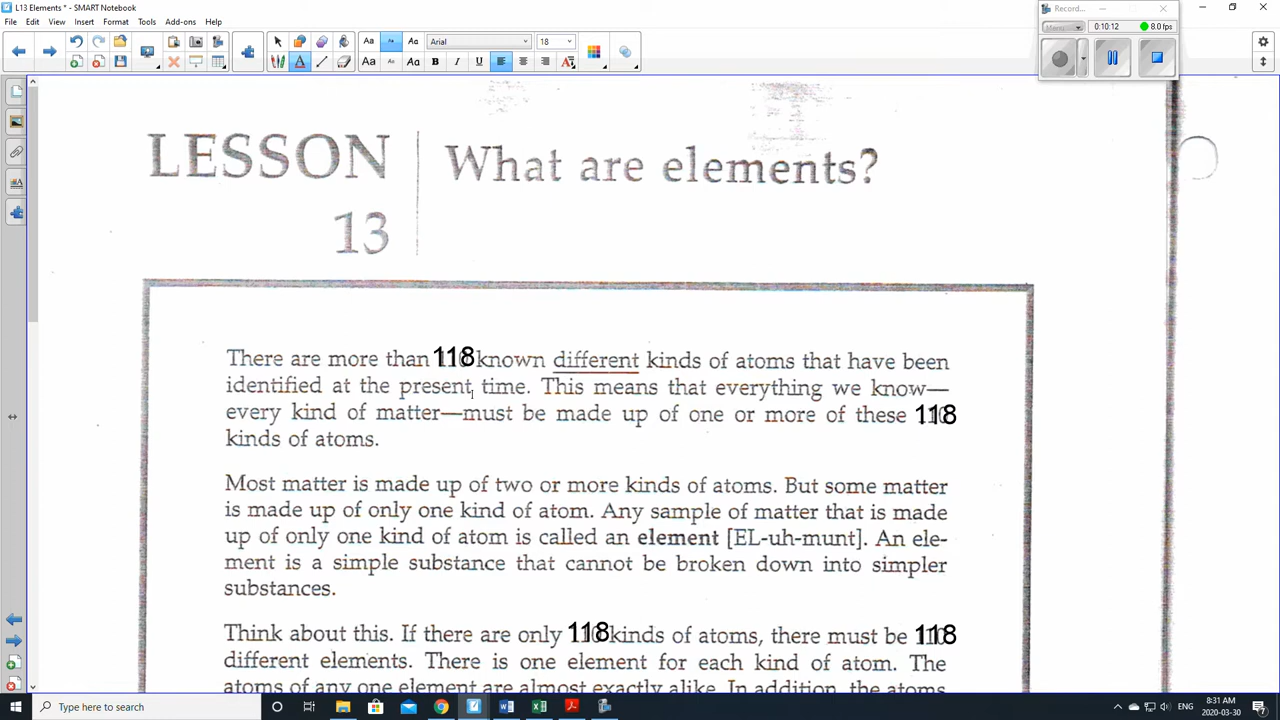 L13 Elements * - SMART Notebook
Recor...
File Edit View Insert Format Tools Add-ons Help
Menu
0:10:12
8.0 fps
Arial
18
LESSON
13
What are elements?
There are more than 118 known different kinds of atoms that have been
identified at the present time. This means that everything we know—
every kind of matter—must be made up of one or more of these 118
kinds of atoms.
Most matter is made up of two or more kinds of atoms. But some matter
is made up of only one kind of atom. Any sample of matter that is made
up of only one kind of atom is called an element [EL-uh-munt]. An ele-
ment is a simple substance that cannot be broken down into simpler
substances.
Think about this. If there are only 118 kinds of atoms, there must be 118
different elements. There is one element for each kind of atom. The
atoms of any one element are almost exactly alike. In addition, the atoms
Type here to search
8:31 AM
2020-03-30